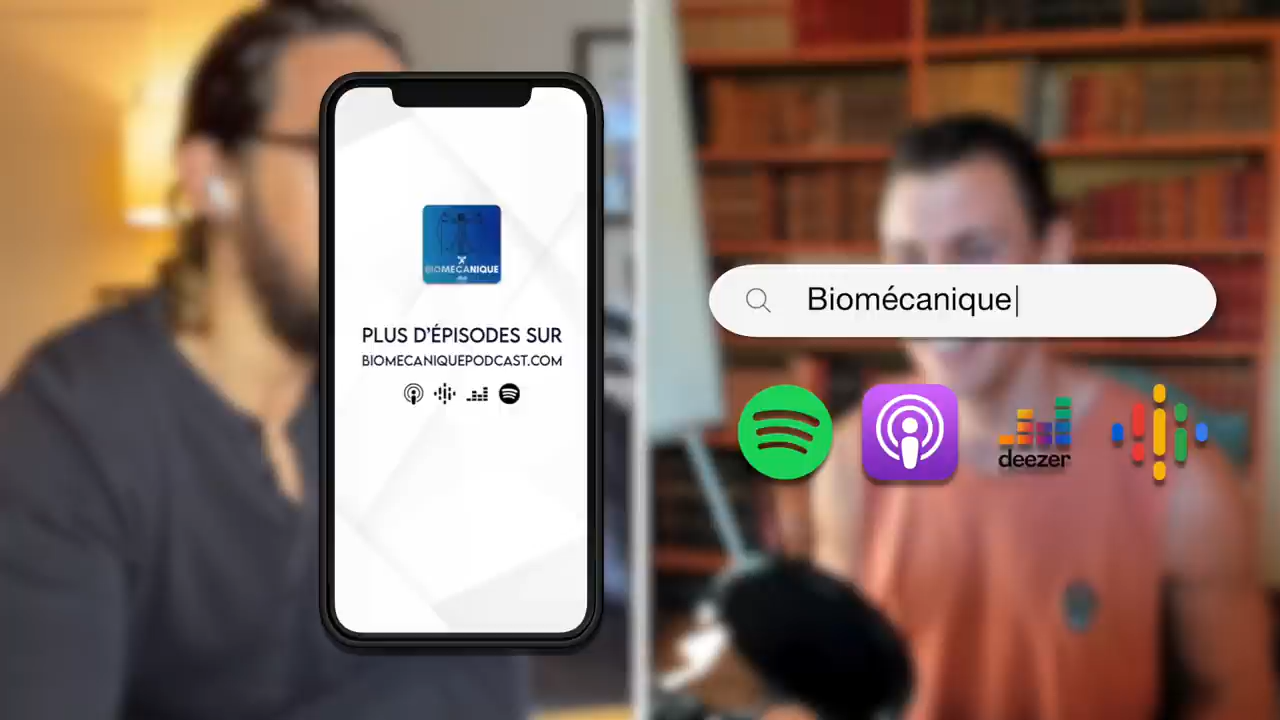 BIOMECANIQUE
PLUS D'ÉPISODES SUR
BIOMECANIQUEPODCAST.COM
Biomécanique
deezer